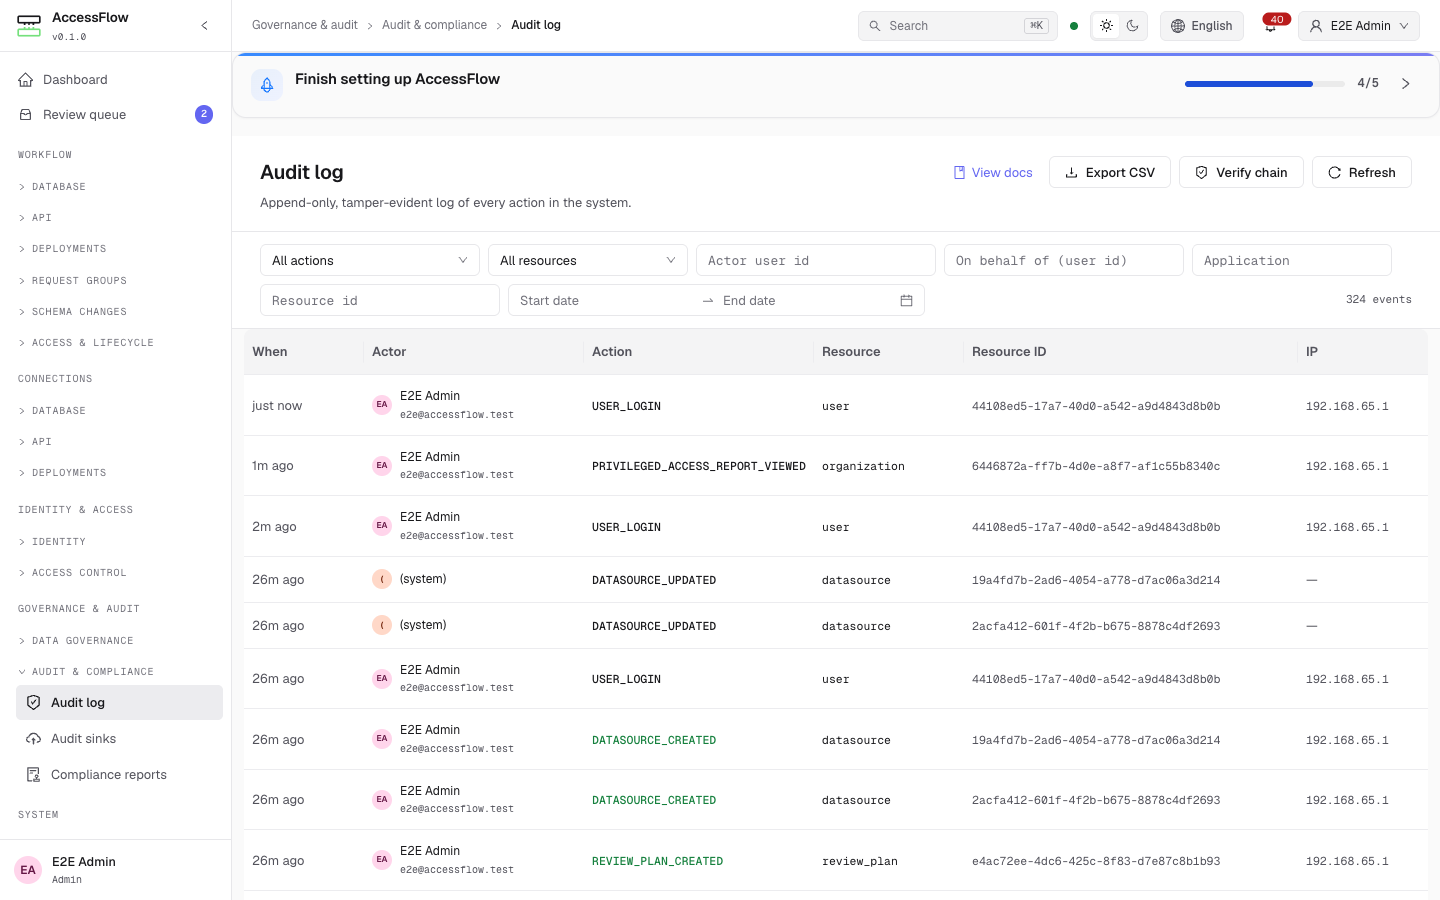 AccessFlow
v0.1.0
Governance & audit > Audit & compliance > Audit log
Search ⌘K
English
40
E2E Admin
Dashboard
Review queue 2
WORKFLOW
DATABASE
API
DEPLOYMENTS
REQUEST GROUPS
SCHEMA CHANGES
ACCESS & LIFECYCLE
CONNECTIONS
DATABASE
API
DEPLOYMENTS
IDENTITY & ACCESS
IDENTITY
ACCESS CONTROL
GOVERNANCE & AUDIT
DATA GOVERNANCE
AUDIT & COMPLIANCE
Audit log
Audit sinks
Compliance reports
SYSTEM
EA E2E Admin
Admin
Finish setting up AccessFlow
4/5
Audit log
View docs Export CSV Verify chain Refresh
Append-only, tamper-evident log of every action in the system.
All actions All resources Actor user id On behalf of (user id) Application
Resource id Start date → End date 324 events
When Actor Action Resource Resource ID IP
just now EA E2E Admin e2e@accessflow.test USER_LOGIN user 44108ed5-17a7-40d0-a542-a9d4843d8b0b 192.168.65.1
1m ago EA E2E Admin e2e@accessflow.test PRIVILEGED_ACCESS_REPORT_VIEWED organization 6446872a-ff7b-4d0e-a8f7-af1c55b8340c 192.168.65.1
2m ago EA E2E Admin e2e@accessflow.test USER_LOGIN user 44108ed5-17a7-40d0-a542-a9d4843d8b0b 192.168.65.1
26m ago ( (system) DATASOURCE_UPDATED datasource 19a4fd7b-2ad6-4054-a778-d7ac06a3d214 —
26m ago ( (system) DATASOURCE_UPDATED datasource 2acfa412-601f-4f2b-b675-8878c4df2693 —
26m ago EA E2E Admin e2e@accessflow.test USER_LOGIN user 44108ed5-17a7-40d0-a542-a9d4843d8b0b 192.168.65.1
26m ago EA E2E Admin e2e@accessflow.test DATASOURCE_CREATED datasource 19a4fd7b-2ad6-4054-a778-d7ac06a3d214 192.168.65.1
26m ago EA E2E Admin e2e@accessflow.test DATASOURCE_CREATED datasource 2acfa412-601f-4f2b-b675-8878c4df2693 192.168.65.1
26m ago EA E2E Admin e2e@accessflow.test REVIEW_PLAN_CREATED review_plan e4ac72ee-4dc6-425c-8f83-d7e87c8b1b93 192.168.65.1